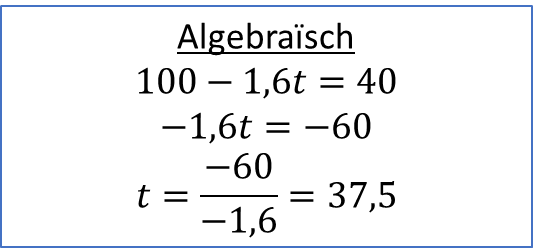 Algebraïsch
100 − 1,6𝑡 = 40
−1,6𝑡 = −60
𝑡 = −60/−1,6 = 37,5